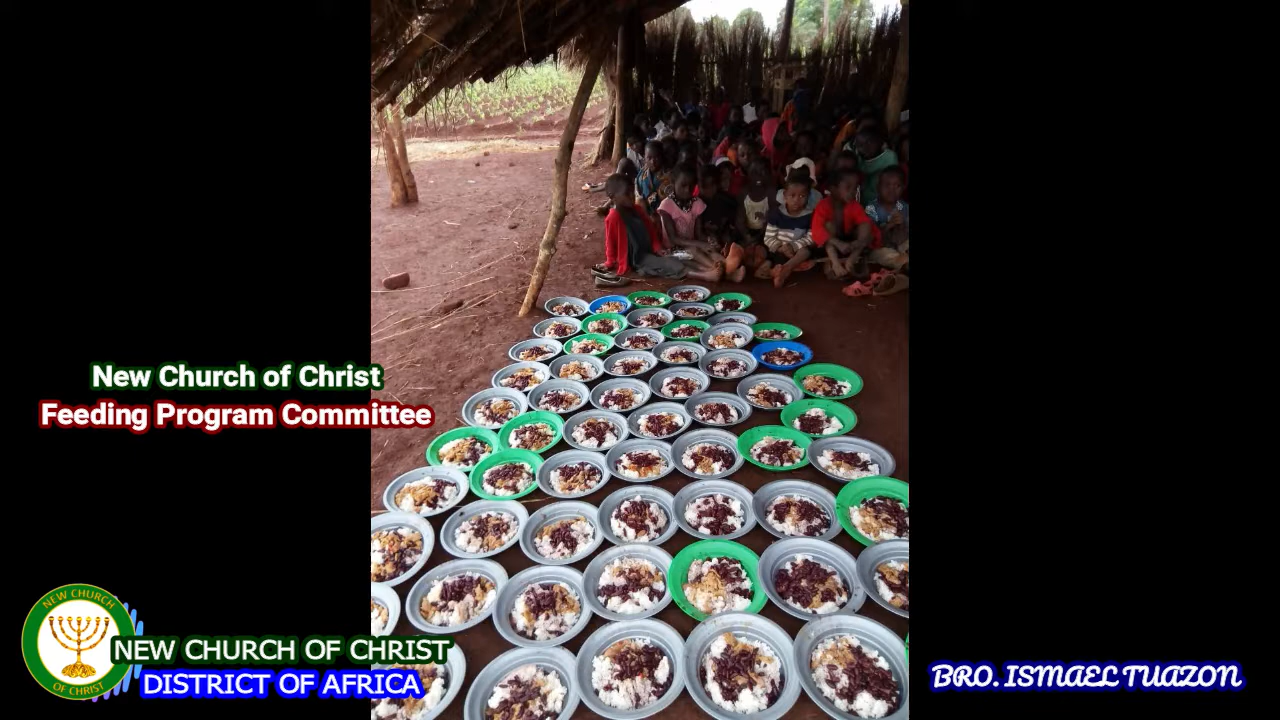 New Church of Christ
Feeding Program Committee
NEW CHURCH
OF CHRIST
NEW CHURCH OF CHRIST
DISTRICT OF AFRICA
BRO. ISMAEL TUAZON